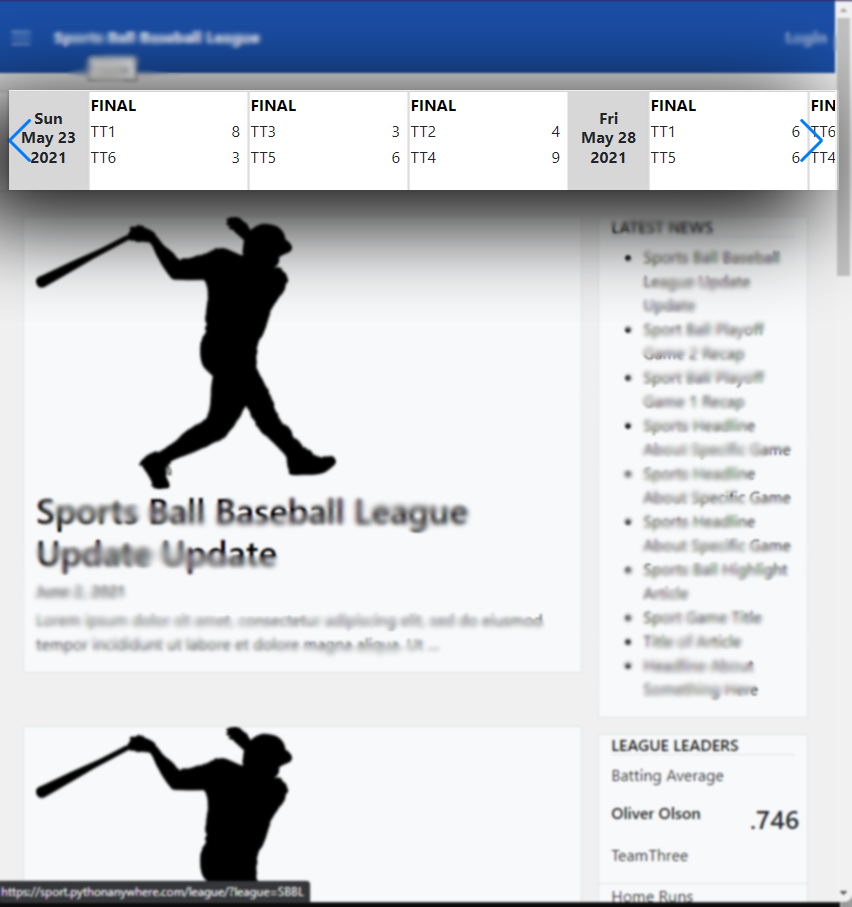 Sports Ball Baseball League
Login
Sun
May 23
2021
FINAL
TT1 8
TT6 3
FINAL
TT3 3
TT5 6
FINAL
TT2 4
TT4 9
Fri
May 28
2021
FINAL
TT1 6
TT5 6
FIN
TT6
TT4
Sports Ball Baseball League
Update Update
June 2, 2021
Lorem ipsum dolor sit amet, consectetur adipiscing elit, sed do eiusmod
tempor incididunt ut labore et dolore magna aliqua. Ut ...
LATEST NEWS
Sports Ball Baseball
League Update
Update
Sport Ball Playoff
Game 2 Recap
Sport Ball Playoff
Game 1 Recap
Sports Headline
About Specific Game
Sports Headline
About Specific Game
Sports Headline
About Specific Game
Sports Ball Highlight
Article
Sport Game Title
Title of Article
Headline About
Something Here
LEAGUE LEADERS
Batting Average
Oliver Olson .746
TeamThree
Home Runs
https://sport.pythonanywhere.com/league/?league=SBBL